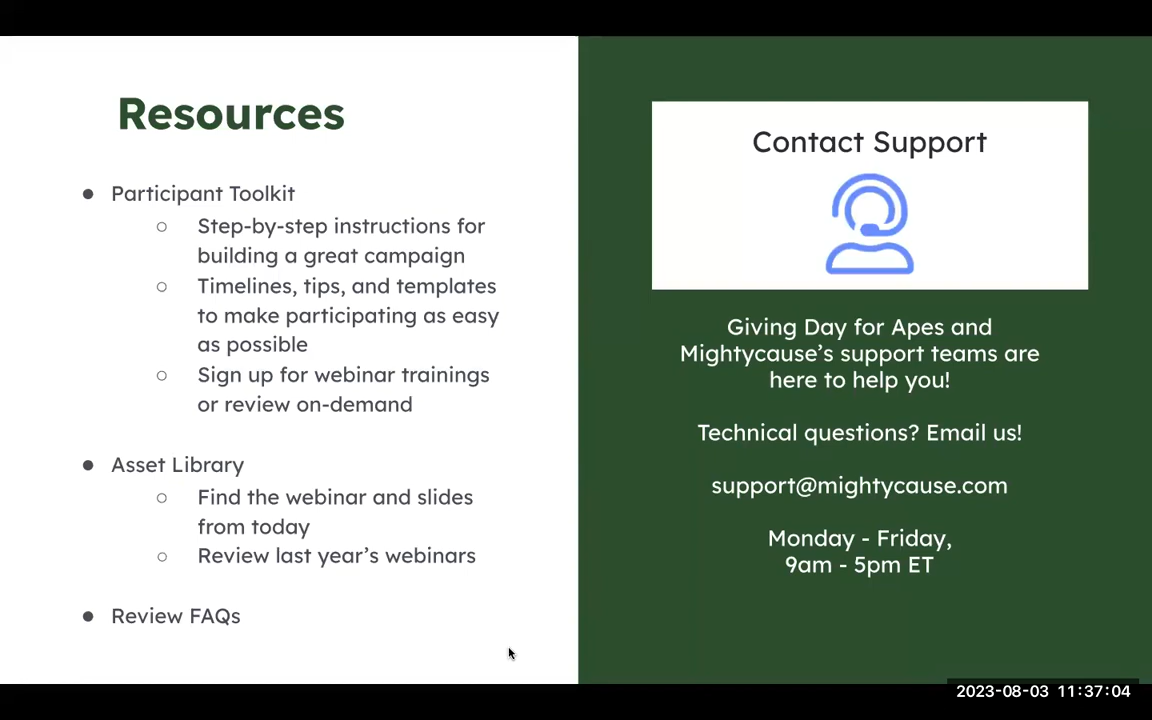 Resources
● Participant Toolkit
○ Step-by-step instructions for
building a great campaign
○ Timelines, tips, and templates
to make participating as easy
as possible
○ Sign up for webinar trainings
or review on-demand
● Asset Library
○ Find the webinar and slides
from today
○ Review last year’s webinars
● Review FAQs
Contact Support
Giving Day for Apes and
Mightycause’s support teams are
here to help you!
Technical questions? Email us!
support@mightycause.com
Monday - Friday,
9am - 5pm ET
2023-08-03 11:37:04